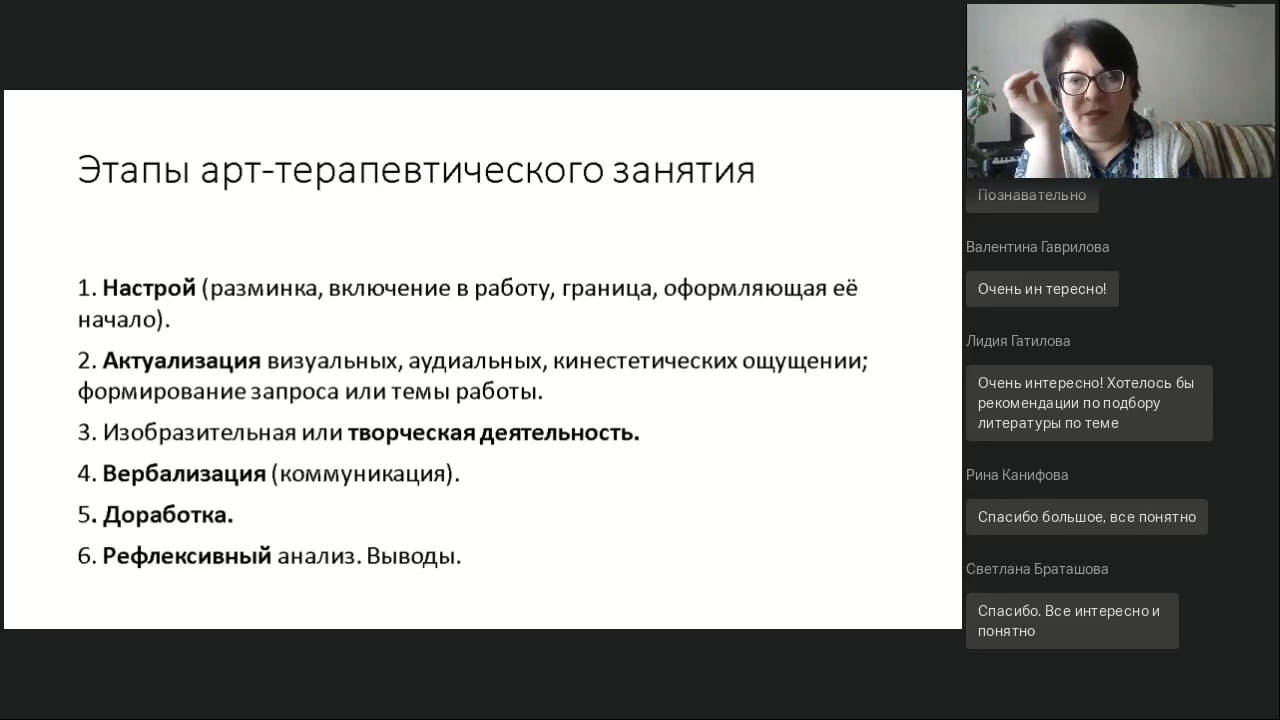 Этапы арт-терапевтического занятия
1. Настрой (разминка, включение в работу, граница, оформляющая её
начало).
2. Актуализация визуальных, аудиальных, кинестетических ощущении;
формирование запроса или темы работы.
3. Изобразительная или творческая деятельность.
4. Вербализация (коммуникация).
5. Доработка.
6. Рефлексивный анализ. Выводы.
Познавательно
Валентина Гаврилова
Очень ин тересно!
Лидия Гатилова
Очень интересно! Хотелось бы
рекомендации по подбору
литературы по теме
Рина Канифова
Спасибо большое, все понятно
Светлана Браташова
Спасибо. Все интересно и
понятно